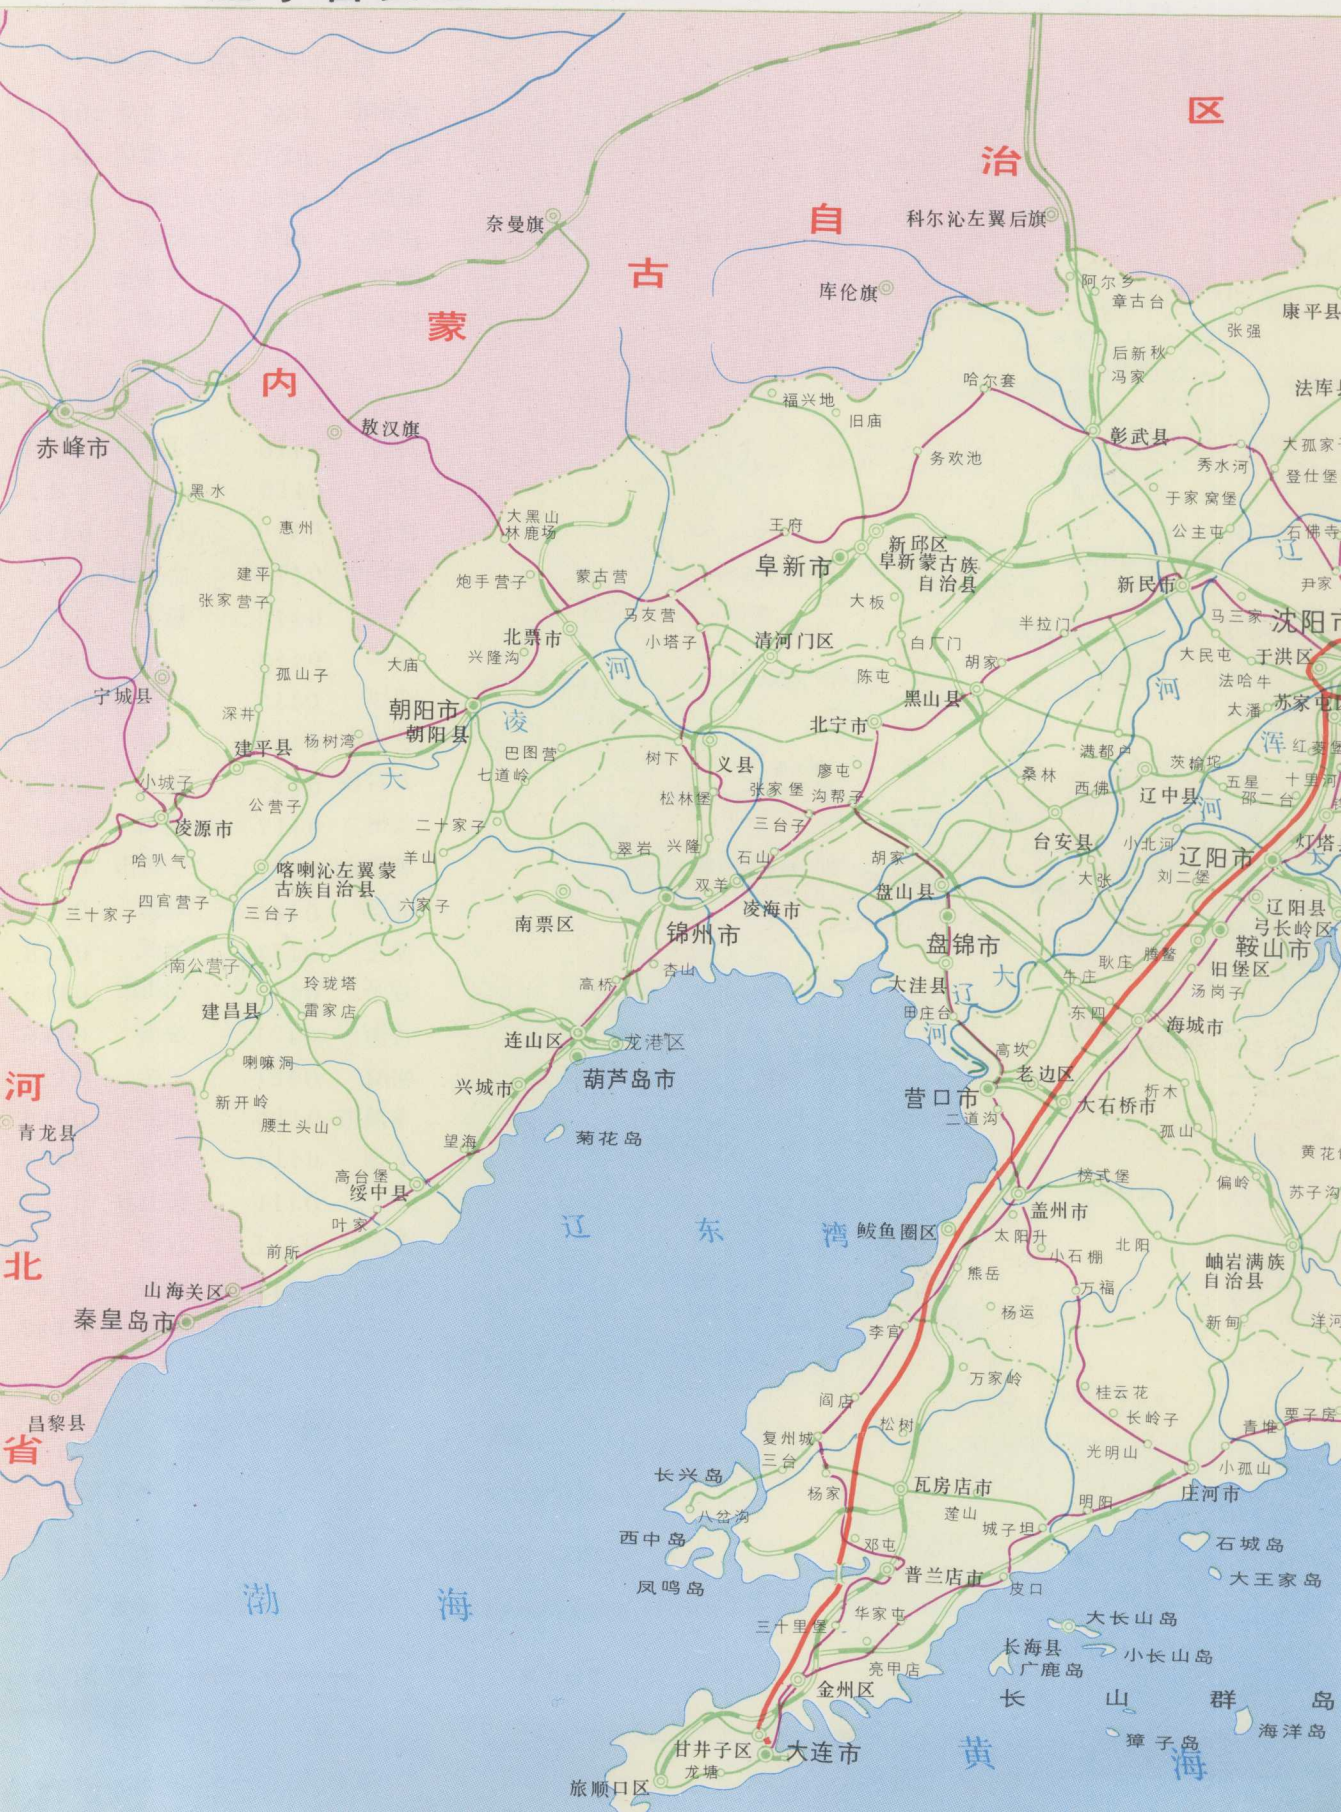 区
治
自
古
蒙
内
奈曼旗
科尔沁左翼后旗
库伦旗
敖汉旗
赤峰市
宁城县
阿尔乡
章古台
康平县
张强
后新秋
冯家
法库县
哈尔套
福兴地
旧庙
彰武县
务欢池
秀水河
大孤家子
登仕堡
于家窝堡
公主屯
石佛寺
黑水
惠州
大黑山
林鹿场
王府
新邱区
阜新市
阜新蒙古族
自治县
辽
尹家
建平
张家营子
炮手营子
蒙古营
大板
新民市
马友营
小塔子
北票市
兴隆沟
清河门区
半拉门
马三家
沈阳市
白厂门
大民屯
于洪区
河
大庙
孤山子
陈屯
胡家
法哈牛
河
大潘
苏家屯区
黑山县
朝阳市
朝阳县
凌
北宁市
深井
建平县
杨树湾
巴图营
七道岭
树下
义县
满都户
浑
红菱堡
大
廖屯
桑林
西佛
茨榆坨
辽中县
五星
十里河
邵二台
河
小城子
公营子
松林堡
张家堡
沟帮子
凌源市
二十家子
三台子
台安县
小北河
辽阳市
灯塔
太
哈叭气
喀喇沁左翼蒙
古族自治县
羊山
翠岩
兴隆
石山
胡家
大张
刘二堡
四官营子
三台子
六家子
双羊
盘山县
三十家子
南票区
凌海市
锦州市
辽阳县
弓长岭区
鞍山市
盘锦市
南公营子
玲珑塔
杏山
高桥
大洼县
大
牛庄
耿庄
腾鳌
旧堡区
汤岗子
建昌县
雷家店
田庄台
辽
河
东四
海城市
连山区
龙港区
葫芦岛市
高坎
老边区
喇嘛洞
兴城市
营口市
二道沟
大石桥市
析木
河
新开岭
腰土头山
望海
菊花岛
孤山
青龙县
黄花甸
高台堡
绥中县
榜式堡
偏岭
苏子沟
叶家
盖州市
辽
东
湾
鲅鱼圈区
太阳升
小石棚
北阳
前所
北
岫岩满族
自治县
熊岳
万福
山海关区
秦皇岛市
杨运
新甸
洋河
李官
万家岭
昌黎县
阎店
桂云花
长岭子
松树
青堆
栗子房
复州城
三台
光明山
小孤山
省
长兴岛
杨家
瓦房店市
庄河市
八岔沟
莲山
明阳
西中岛
城子坦
邓屯
石城岛
凤鸣岛
普兰店市
大王家岛
皮口
渤
海
华家屯
三十里堡
大长山岛
长海县
小长山岛
广鹿岛
亮甲店
金州区
长
山
群
岛
海洋岛
獐子岛
甘井子区
大连市
黄
海
龙塘
旅顺口区